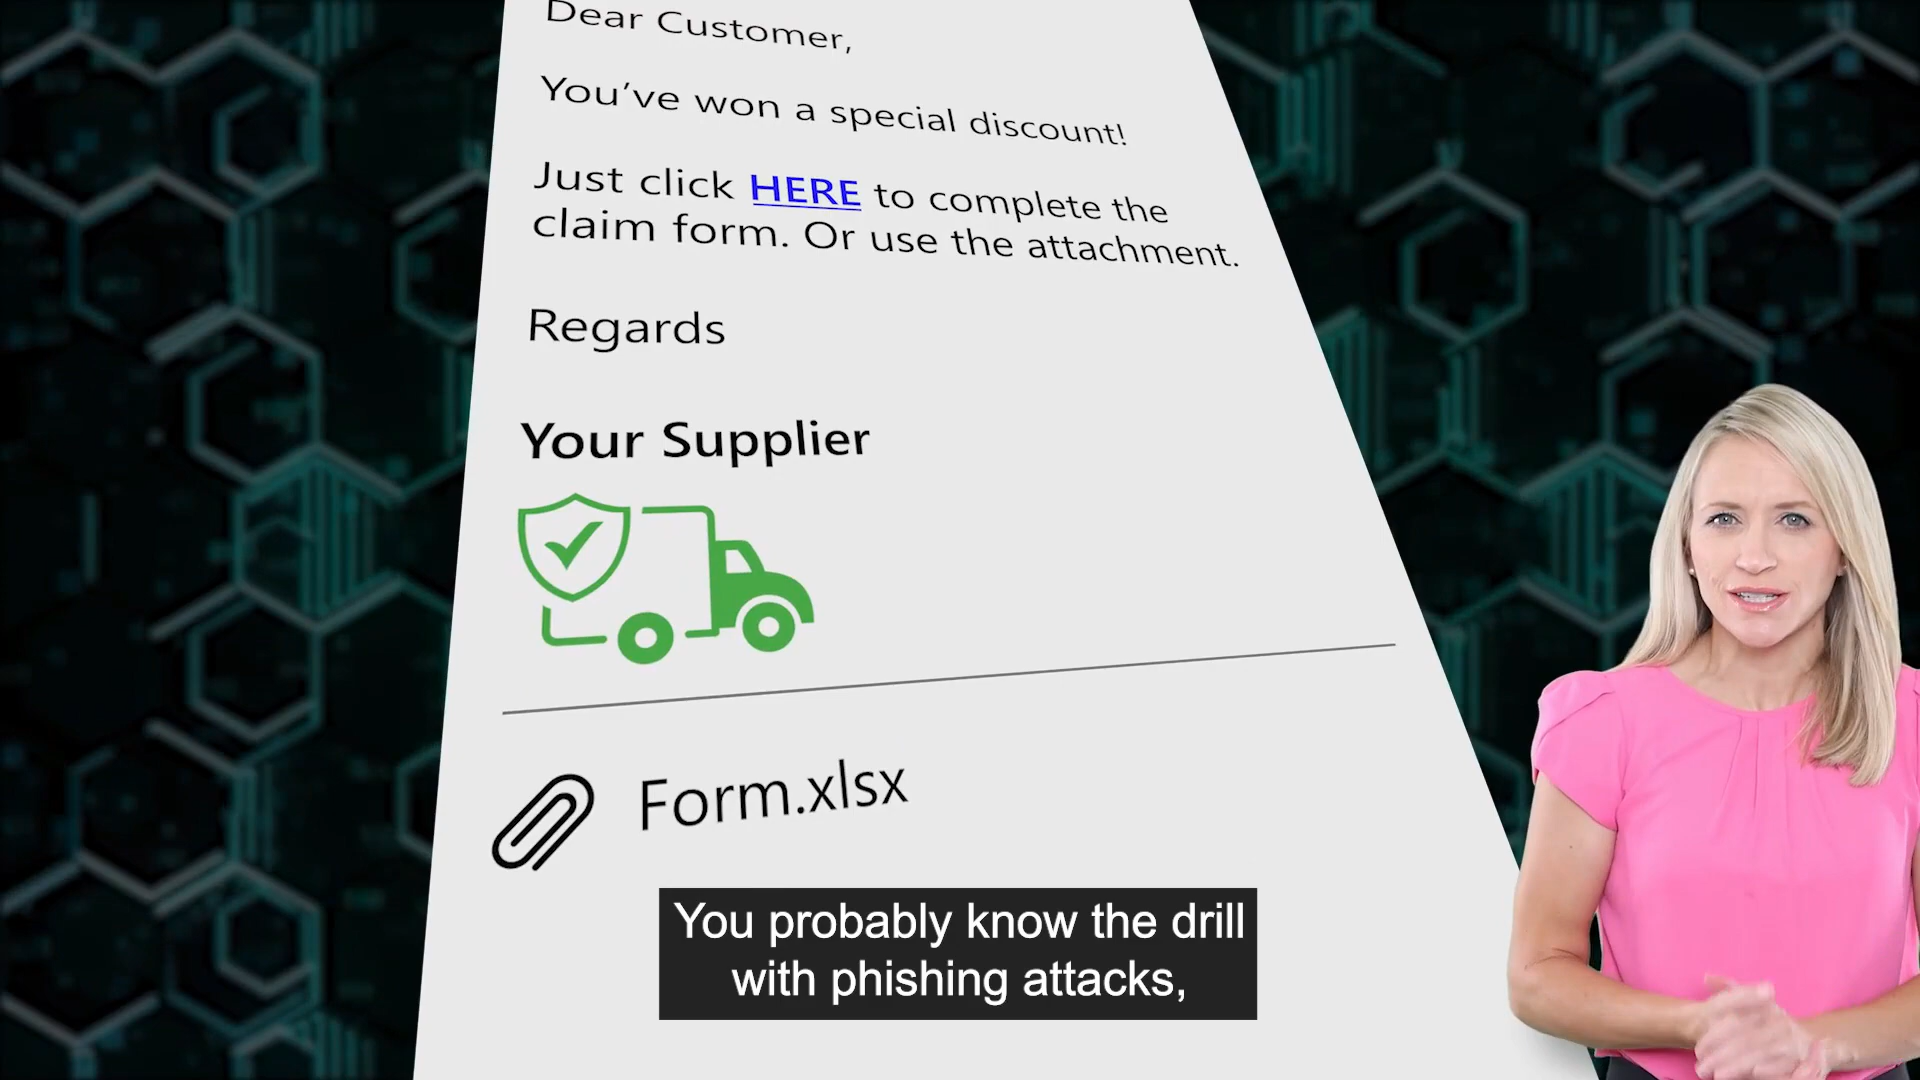 Dear Customer,
You’ve won a special discount!
Just click HERE to complete the
claim form. Or use the attachment.
Regards
Your Supplier
Form.xlsx
You probably know the drill
with phishing attacks,